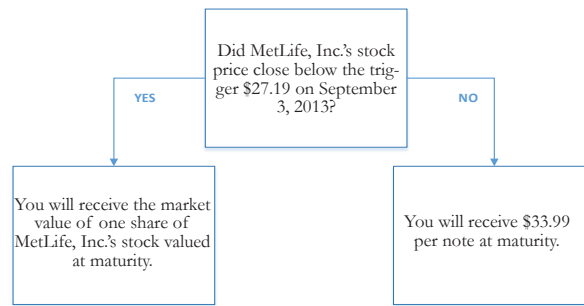 Did MetLife, Inc.'s stock
price close below the trig-
ger $27.19 on September
3, 2013?
YES
NO
You will receive the market
value of one share of
MetLife, Inc.'s stock valued
at maturity.
You will receive $33.99
per note at maturity.